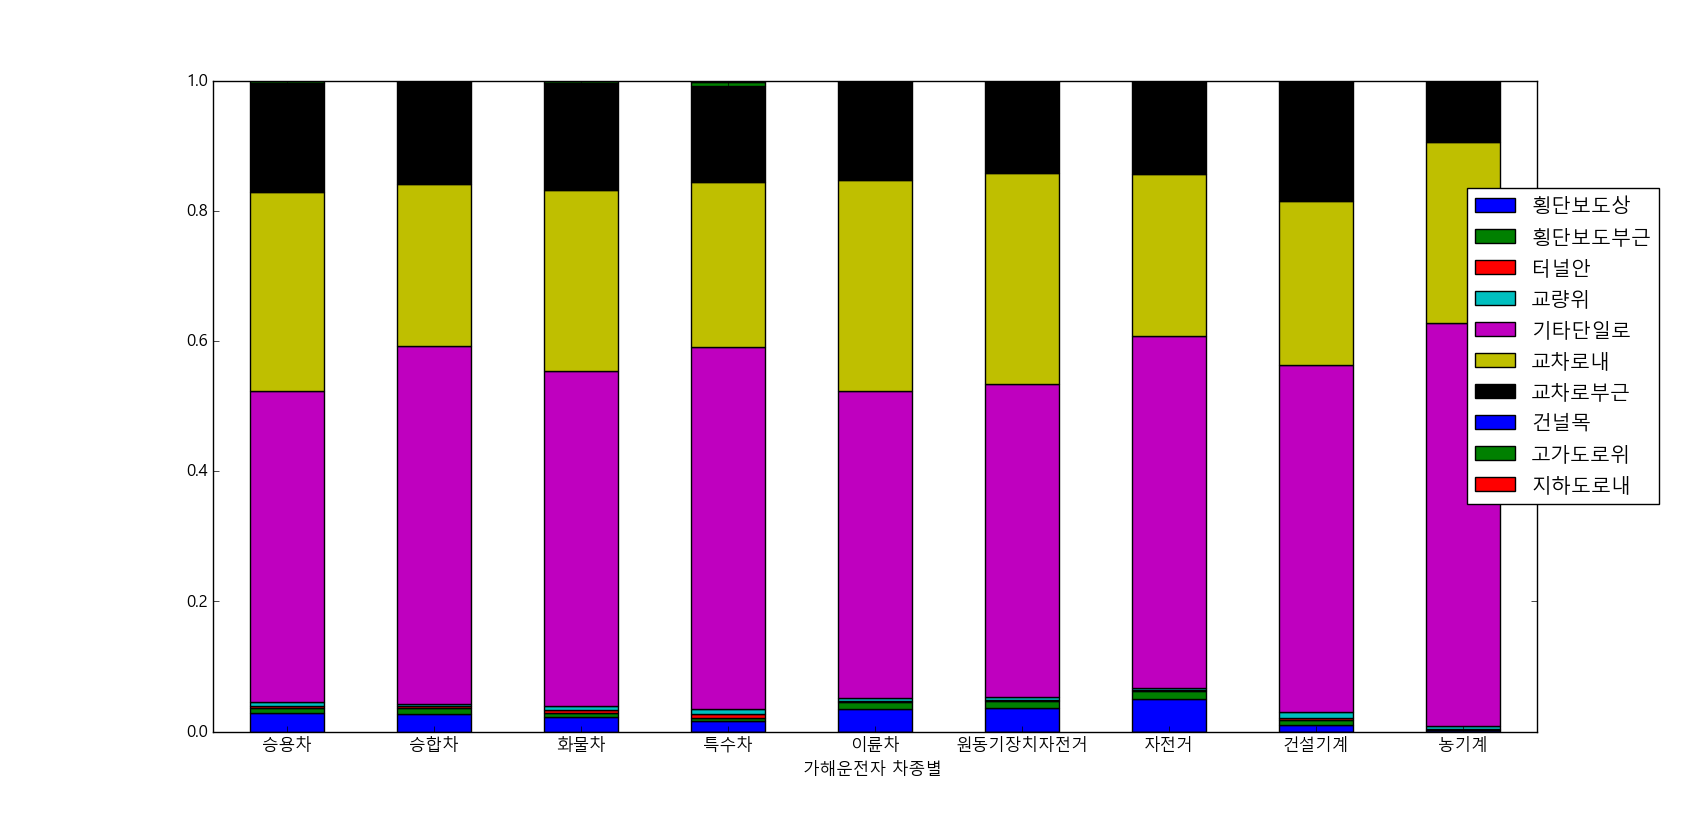 1.0
0.8
0.6
0.4
0.2
0.0
승용차 승합차 화물차 특수차 이륜차 원동기장치자전거 자전거 건설기계 농기계
가해운전자 차종별
횡단보도상
횡단보도부근
터널안
교량위
기타단일로
교차로내
교차로부근
건널목
고가도로위
지하도로내